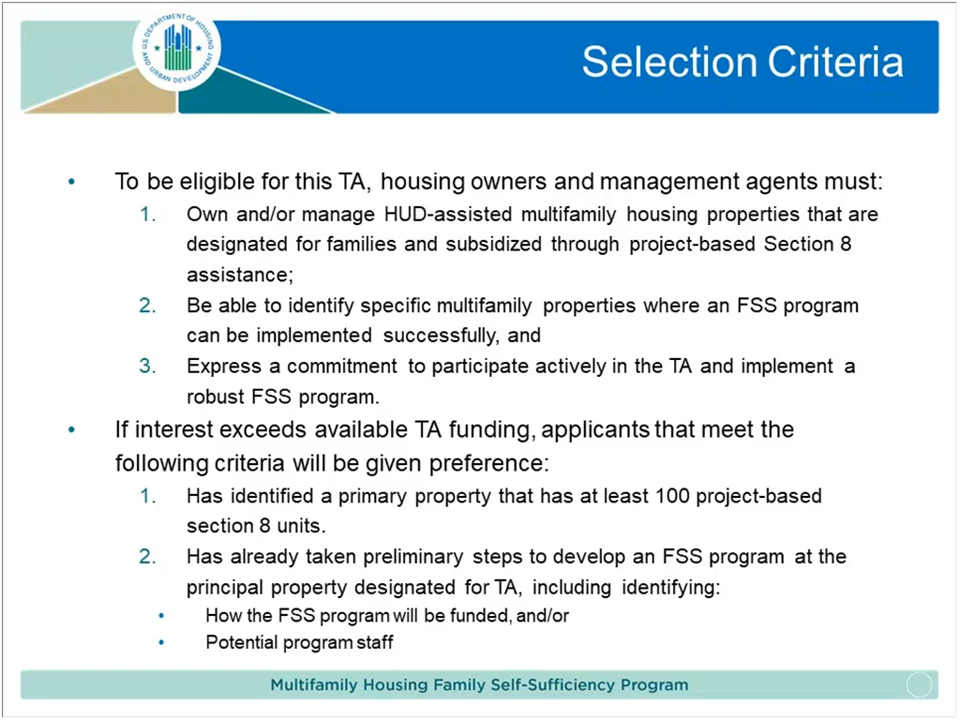 U.S. DEPARTMENT OF HOUSING
AND URBAN DEVELOPMENT
Selection Criteria
• To be eligible for this TA, housing owners and management agents must:
1. Own and/or manage HUD-assisted multifamily housing properties that are
designated for families and subsidized through project-based Section 8
assistance;
2. Be able to identify specific multifamily properties where an FSS program
can be implemented successfully, and
3. Express a commitment to participate actively in the TA and implement a
robust FSS program.
• If interest exceeds available TA funding, applicants that meet the
following criteria will be given preference:
1. Has identified a primary property that has at least 100 project-based
section 8 units.
2. Has already taken preliminary steps to develop an FSS program at the
principal property designated for TA, including identifying:
• How the FSS program will be funded, and/or
• Potential program staff
Multifamily Housing Family Self-Sufficiency Program